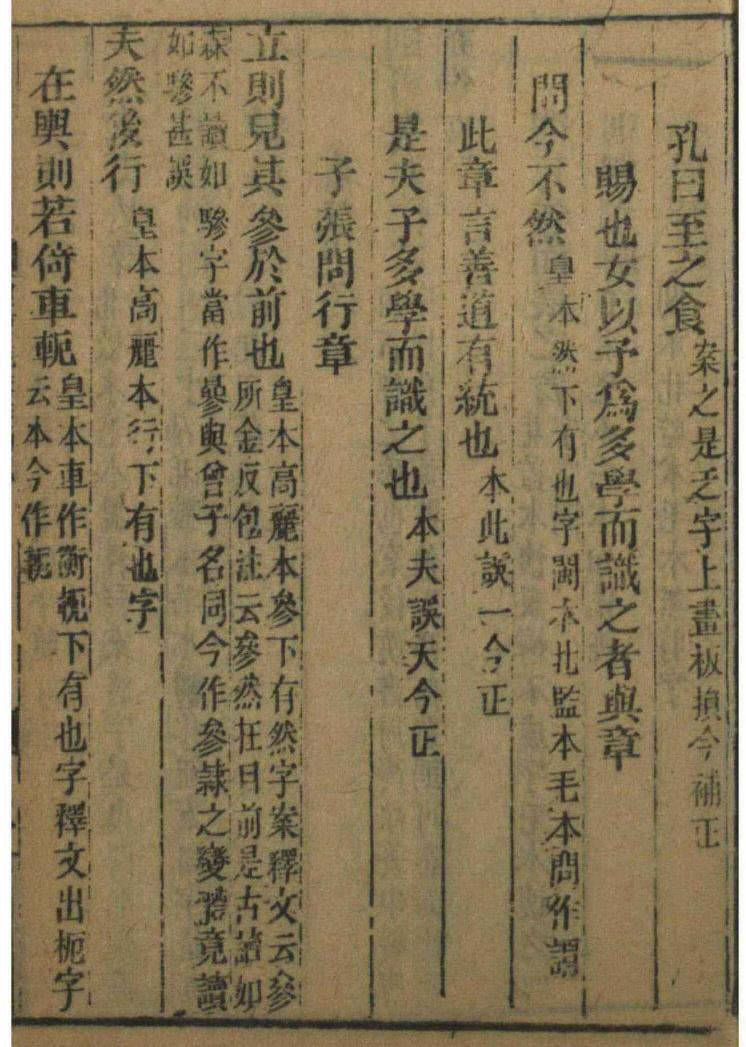 孔曰至之食案之是乏字上畫板損今補正
賜也女以予爲多學而識之者與章
問今不然皇本然下有也字閩本北監本毛本問作謂
此章言善道有統也本此誤一今正
是夫子多學而識之也本夫誤天今正
子張問行章
立則見其參於前也皇本高麗本參下有然字案釋文云參
所金反包注云參然在目前是古讀如
森不讀如驂字當作曑與曾子名同今作參隸之變體竟讀
如驂甚誤
夫然後行皇本高麗本行下有也字
在輿則若倚車軛皇本車作衡軛下有也字釋文出枙字
云本今作軛